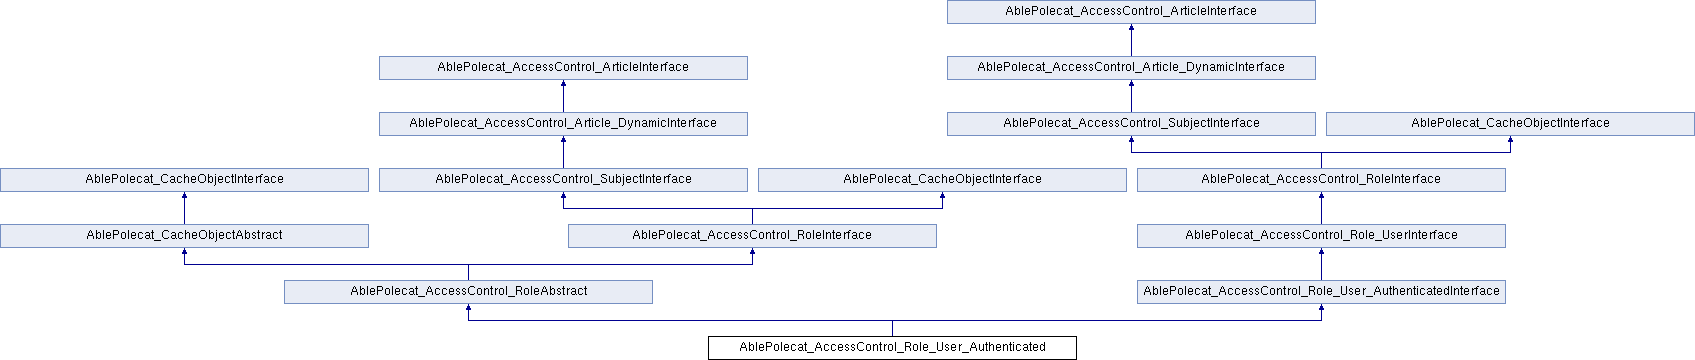 AblePolecat_AccessControl_ArticleInterface
AblePolecat_AccessControl_ArticleInterface
AblePolecat_AccessControl_Article_DynamicInterface
AblePolecat_AccessControl_Article_DynamicInterface
AblePolecat_AccessControl_SubjectInterface
AblePolecat_CacheObjectInterface
AblePolecat_CacheObjectInterface
AblePolecat_AccessControl_SubjectInterface
AblePolecat_CacheObjectInterface
AblePolecat_AccessControl_RoleInterface
AblePolecat_CacheObjectAbstract
AblePolecat_AccessControl_RoleInterface
AblePolecat_AccessControl_Role_UserInterface
AblePolecat_AccessControl_RoleAbstract
AblePolecat_AccessControl_Role_User_AuthenticatedInterface
AblePolecat_AccessControl_Role_User_Authenticated